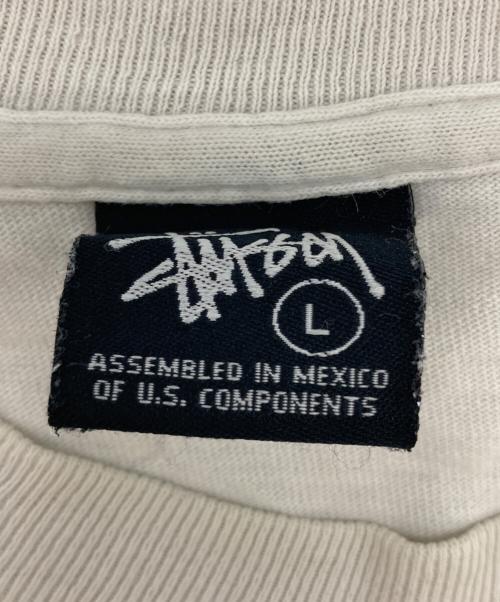 Stüssy
L
ASSEMBLED IN MEXICO
OF U.S. COMPONENTS